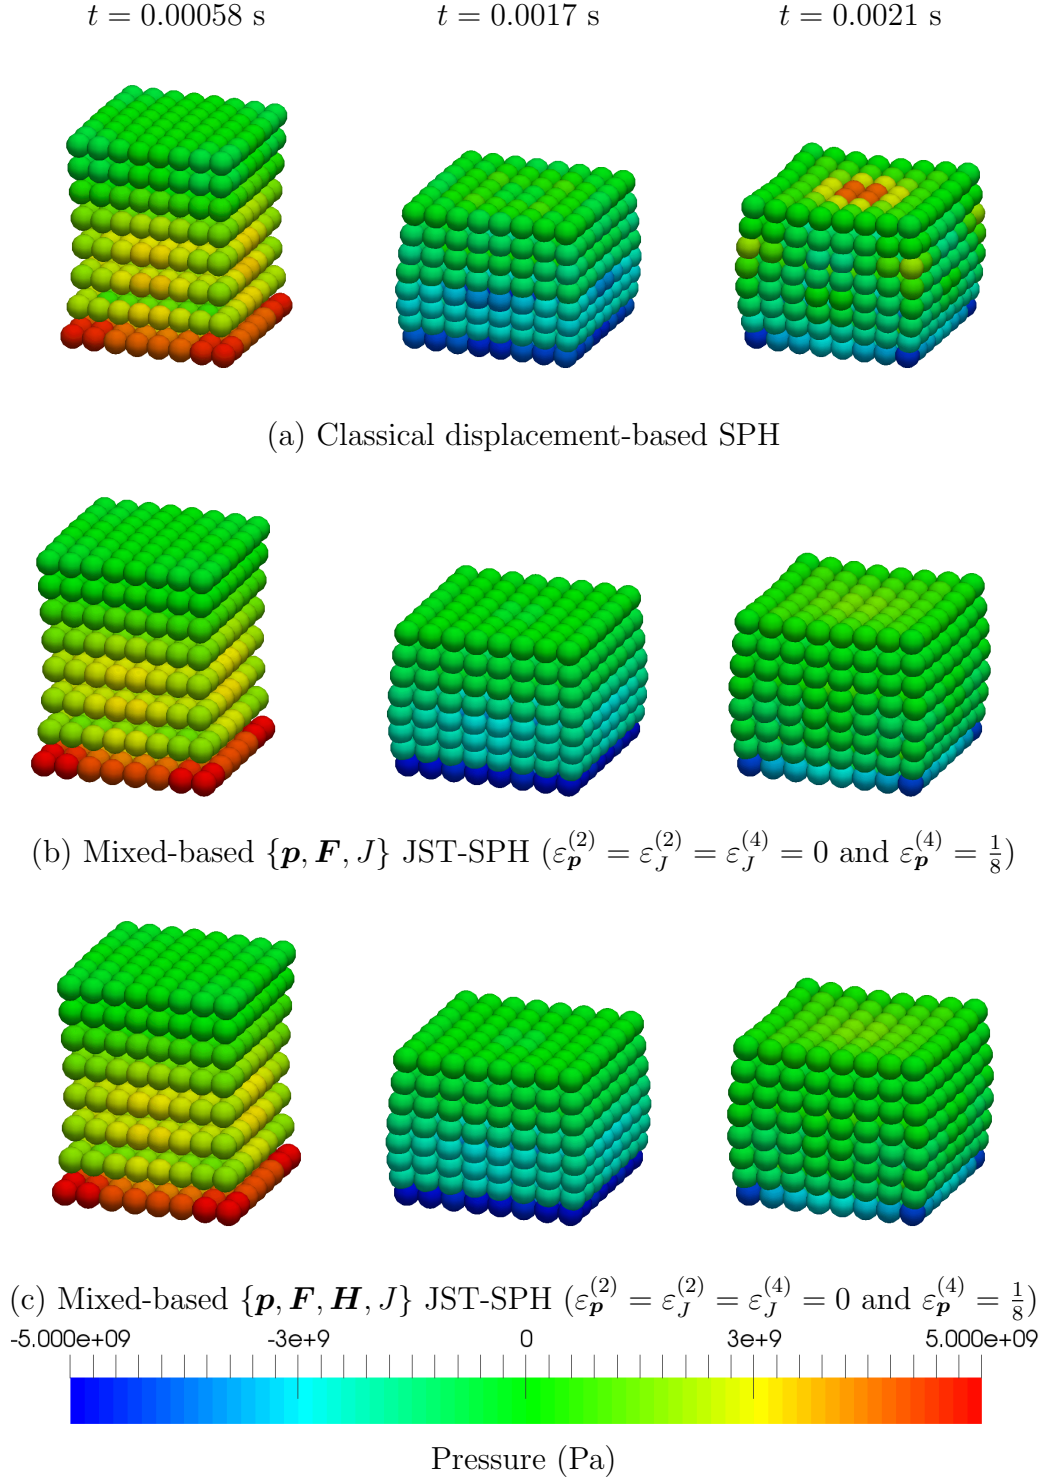 t = 0.00058 s t = 0.0017 s t = 0.0021 s
(a) Classical displacement-based SPH
(b) Mixed-based {p, F, J} JST-SPH (ε_p^(2) = ε_J^(2) = ε_J^(4) = 0 and ε_p^(4) = 1/8)
(c) Mixed-based {p, F, H, J} JST-SPH (ε_p^(2) = ε_J^(2) = ε_J^(4) = 0 and ε_p^(4) = 1/8)
-5.000e+09 -3e+9 0 3e+9 5.000e+09
Pressure (Pa)